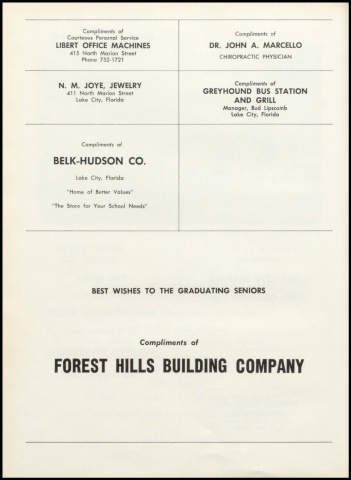 Compliments of
Courteous Personal Service
LIBERT OFFICE MACHINES
415 North Marion Street
Phone 752-1721
Compliments of
DR. JOHN A. MARCELLO
CHIROPRACTIC PHYSICIAN
N. M. JOYE, JEWELRY
411 North Marion Street
Lake City, Florida
Compliments of
GREYHOUND BUS STATION
AND GRILL
Manager, Bud Lipscomb
Lake City, Florida
Compliments of
BELK-HUDSON CO.
Lake City, Florida
"Home of Better Values"
"The Store for Your School Needs"
BEST WISHES TO THE GRADUATING SENIORS
Compliments of
FOREST HILLS BUILDING COMPANY